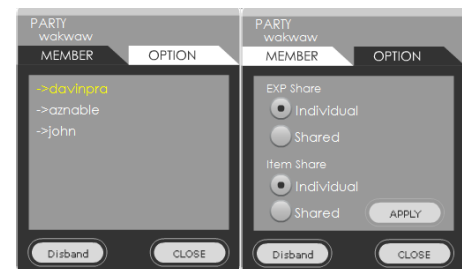 PARTY
wakwaw
MEMBER OPTION
->davinpra
->aznable
->john
Disband CLOSE
PARTY
wakwaw
MEMBER OPTION
EXP Share
Individual
Shared
Item Share
Individual
Shared APPLY
Disband CLOSE